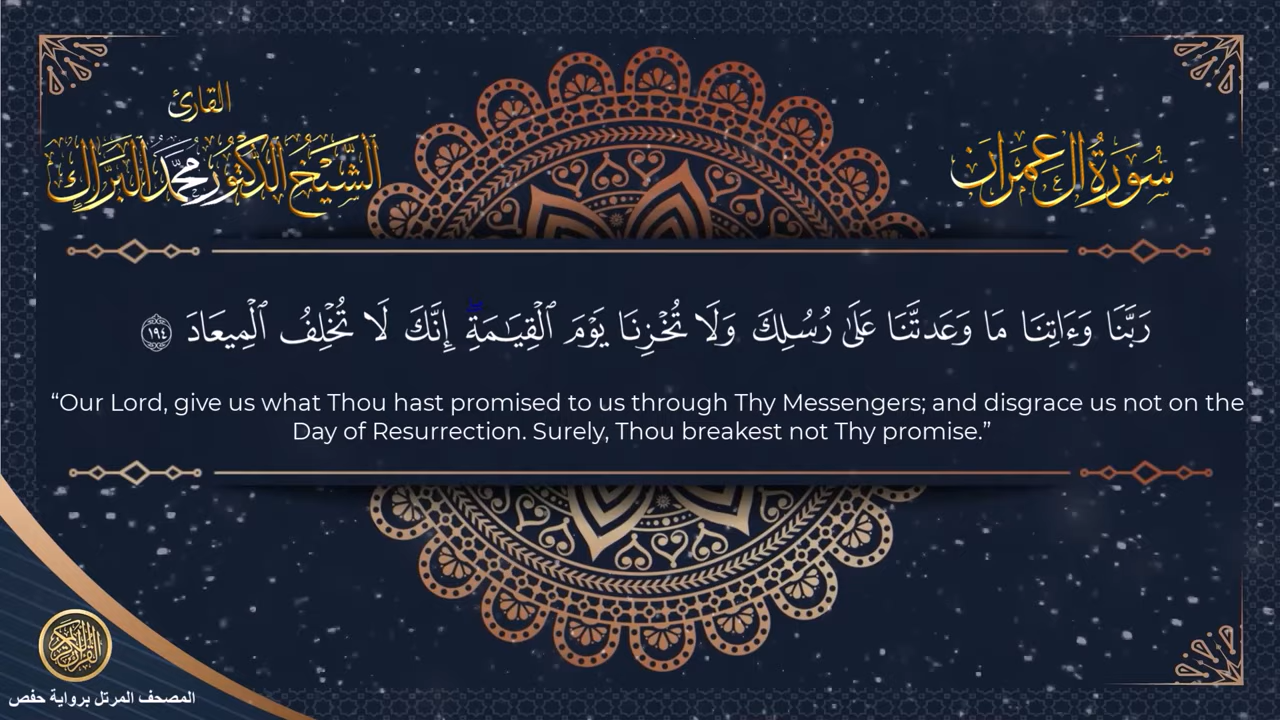 القارئ
الشيخ الدكتور محمد البراك
سورة آل عمران
رَبَّنَا وَءَاتِنَا مَا وَعَدتَّنَا عَلَىٰ رُسُلِكَ وَلَا تُخْزِنَا يَوْمَ ٱلْقِيَـٰمَةِ ۖ إِنَّكَ لَا تُخْلِفُ ٱلْمِيعَادَ ١٩٤
“Our Lord, give us what Thou hast promised to us through Thy Messengers; and disgrace us not on the
Day of Resurrection. Surely, Thou breakest not Thy promise.”
القرآن الكريم
المصحف المرتل برواية حفص